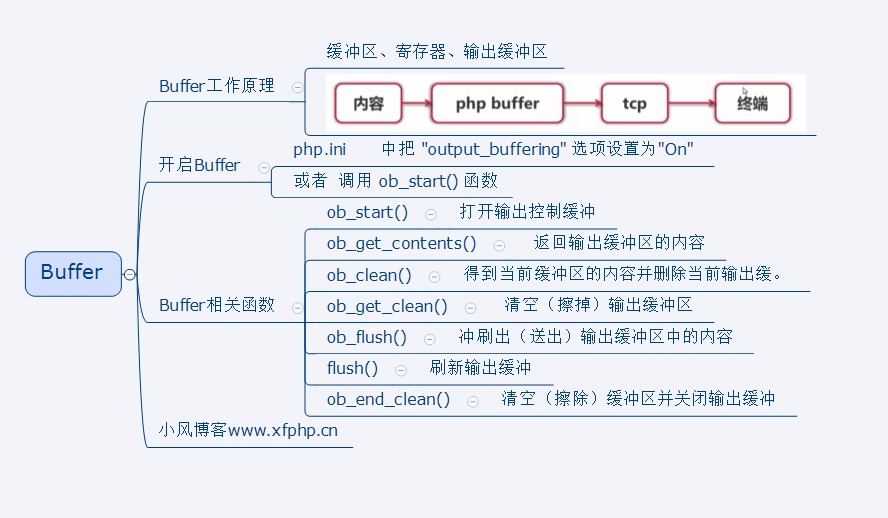 Buffer
Buffer工作原理
缓冲区、寄存器、输出缓冲区
内容 php buffer tcp 终端
开启Buffer
php.ini 中把 "output_buffering" 选项设置为"On"
或者 调用 ob_start() 函数
Buffer相关函数
ob_start() 打开输出控制缓冲
ob_get_contents() 返回输出缓冲区的内容
ob_clean() 得到当前缓冲区的内容并删除当前输出缓。
ob_get_clean() 清空（擦掉）输出缓冲区
ob_flush() 冲刷出（送出）输出缓冲区中的内容
flush() 刷新输出缓冲
ob_end_clean() 清空（擦除）缓冲区并关闭输出缓冲
小风博客www.xfphp.cn